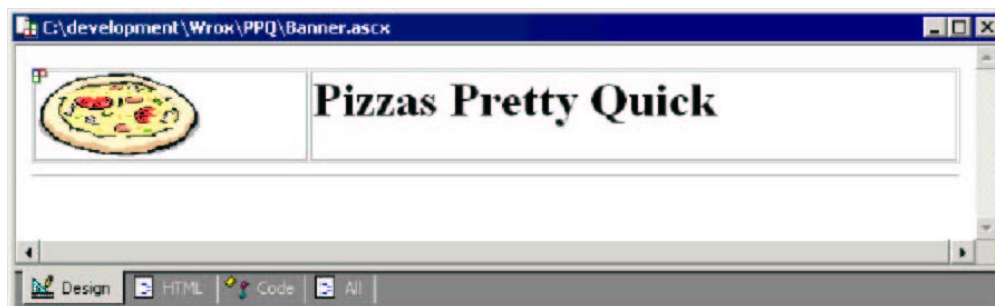 C:\development\Wrox\PPQ\Banner.ascx
Pizzas Pretty Quick
Design HTML Code All